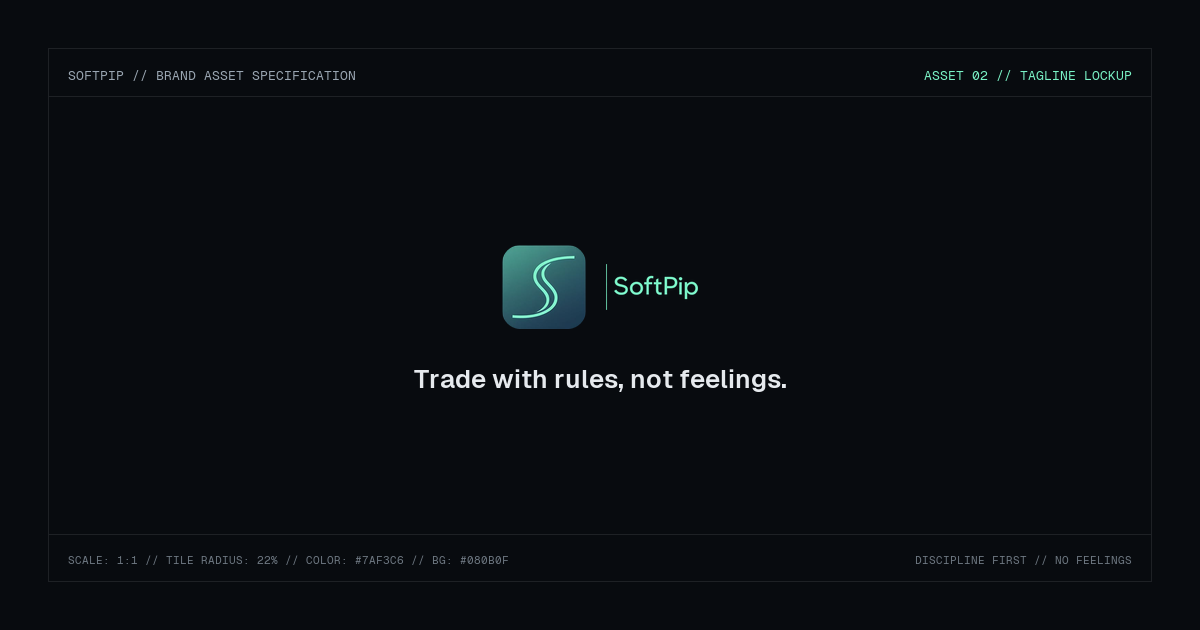 SOFTPIP // BRAND ASSET SPECIFICATION
ASSET 02 // TAGLINE LOCKUP
SoftPip
Trade with rules, not feelings.
SCALE: 1:1 // TILE RADIUS: 22% // COLOR: #7AF3C6 // BG: #080B0F
DISCIPLINE FIRST // NO FEELINGS